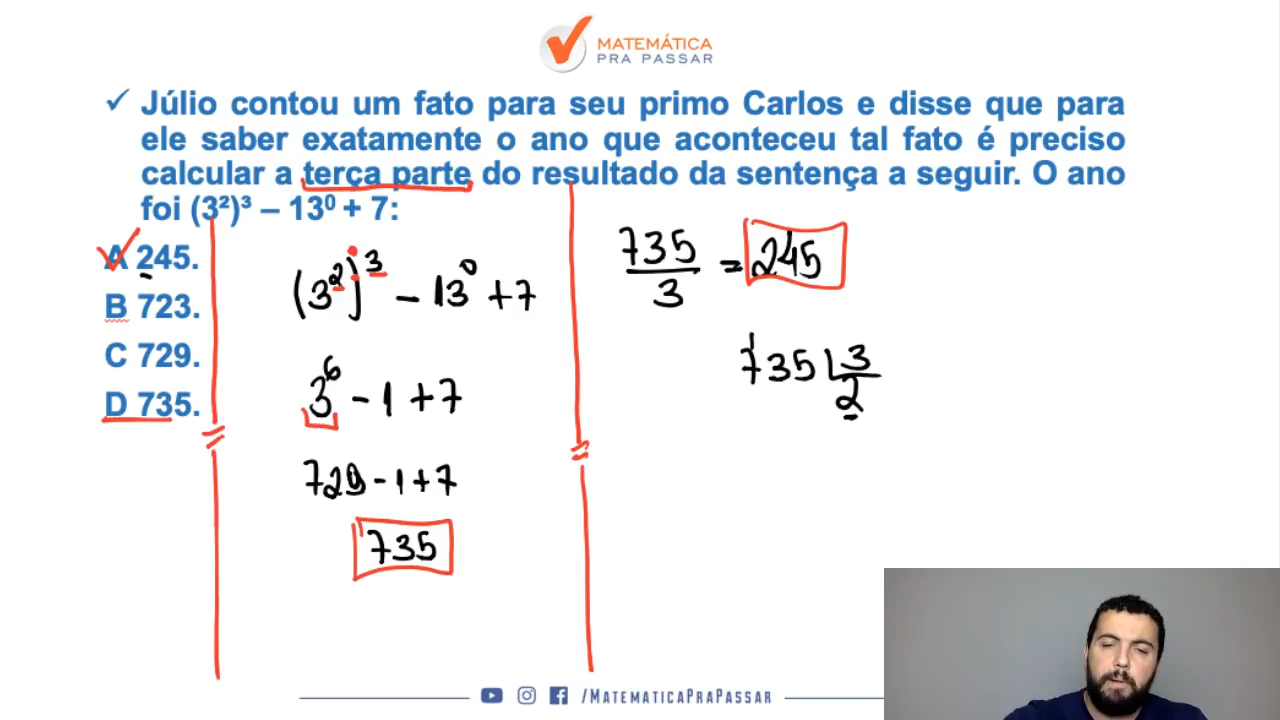 MATEMÁTICA
PRA PASSAR
✓ Júlio contou um fato para seu primo Carlos e disse que para
ele saber exatamente o ano que aconteceu tal fato é preciso
calcular a terça parte do resultado da sentença a seguir. O ano
foi (3²)³ – 13⁰ + 7:
A 245.
B 723.
C 729.
D 735.
(3²)³ - 13⁰ + 7
3⁶ - 1 + 7
729 - 1 + 7
735
735/3 = 245
735 | 3
2
/MATEMATICAPRAPASSAR